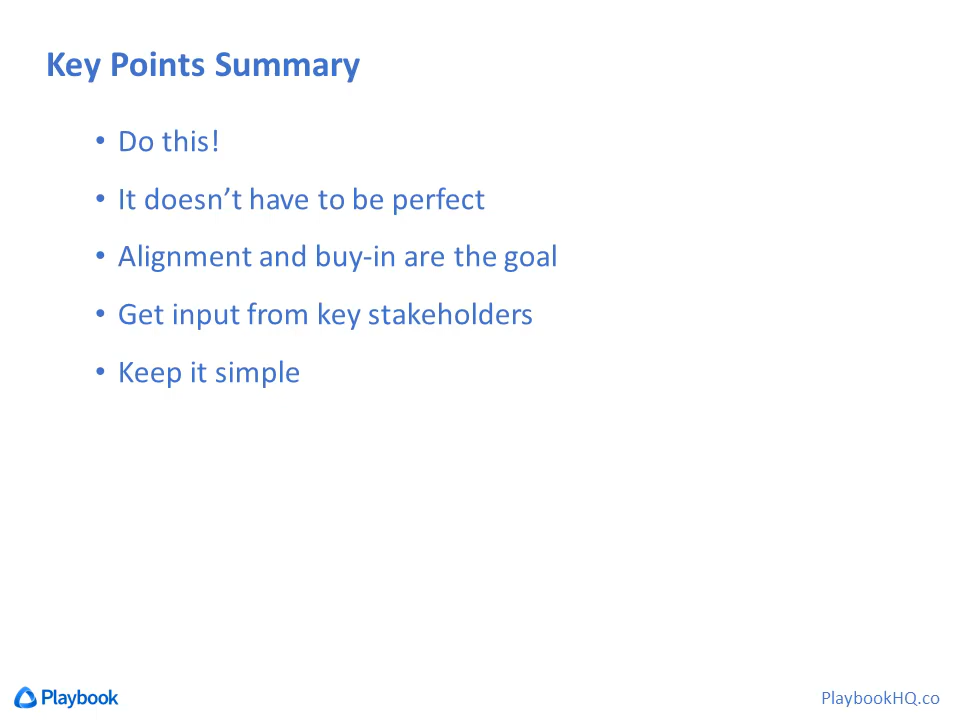 Key Points Summary
• Do this!
• It doesn’t have to be perfect
• Alignment and buy-in are the goal
• Get input from key stakeholders
• Keep it simple
Playbook
PlaybookHQ.co